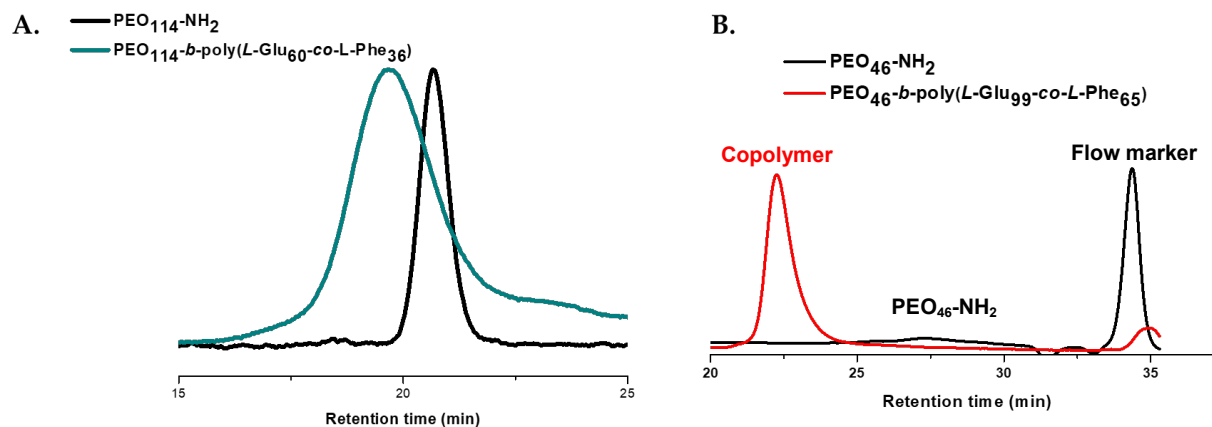 A.
PEO₁₁₄-NH₂
PEO₁₁₄-b-poly(L-Glu₆₀-co-L-Phe₃₆)
15 20 25
Retention time (min)
B.
PEO₄₆-NH₂
PEO₄₆-b-poly(L-Glu₉₉-co-L-Phe₆₅)
Copolymer
Flow marker
PEO₄₆-NH₂
20 25 30 35
Retention time (min)